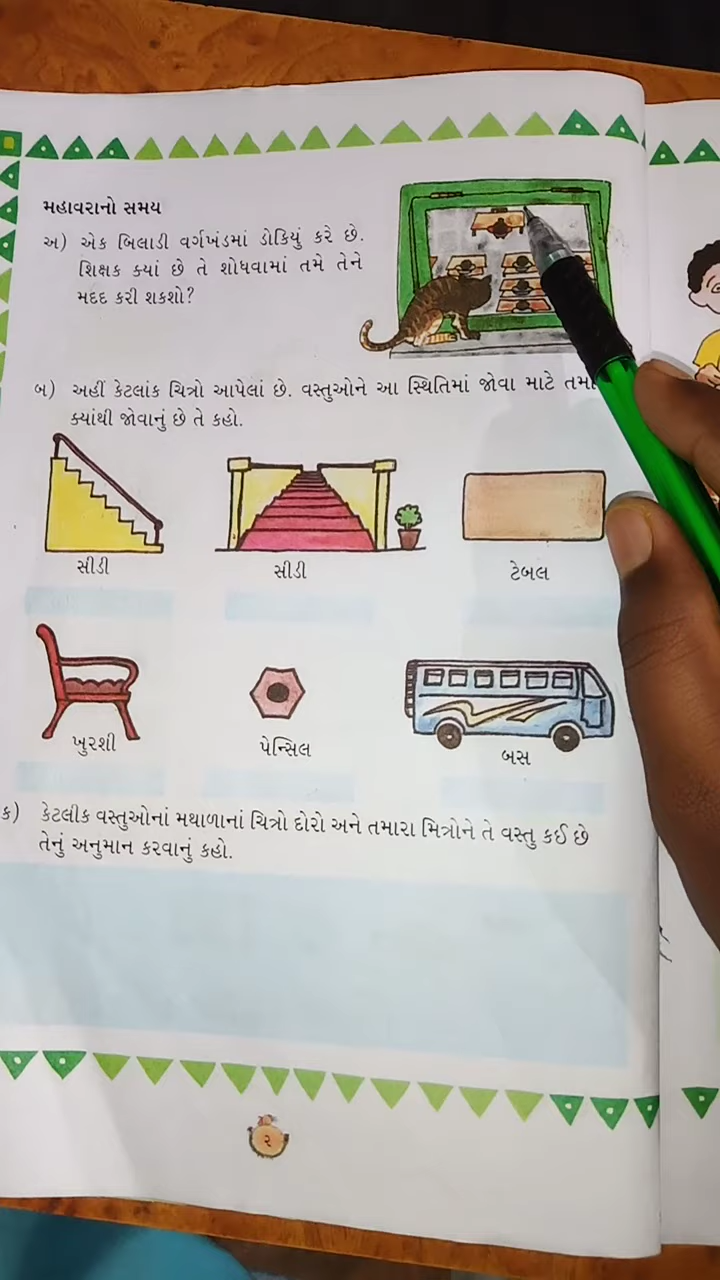 મહાવરાનો સમય
અ) એક બિલાડી વર્ગખંડમાં ડોકિયું કરે છે.
શિક્ષક ક્યાં છે તે શોધવામાં તમે તેને
મદદ કરી શકશો?
બ) અહીં કેટલાંક ચિત્રો આપેલાં છે. વસ્તુઓને આ સ્થિતિમાં જોવા માટે
ક્યાંથી જોવાનું છે તે કહો.
સીડી સીડી ટેબલ
ખુરશી પેન્સિલ બસ
ક) કેટલીક વસ્તુઓનાં મથાળાનાં ચિત્રો દોરો અને તમારા મિત્રોને તે વસ્તુ કઈ છે
તેનું અનુમાન કરવાનું કહો.
૨